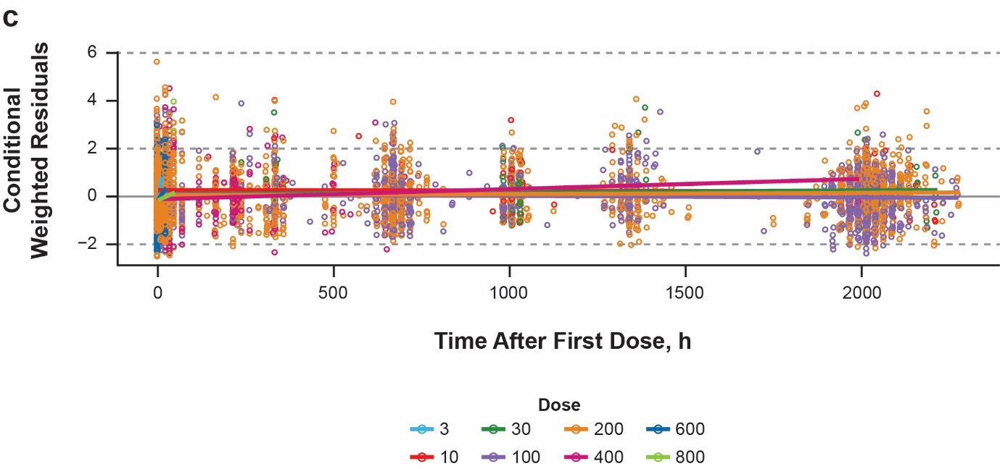 c
Conditional
Weighted Residuals
6
4
2
0
−2
0 500 1000 1500 2000
Time After First Dose, h
Dose
3 30 200 600
10 100 400 800